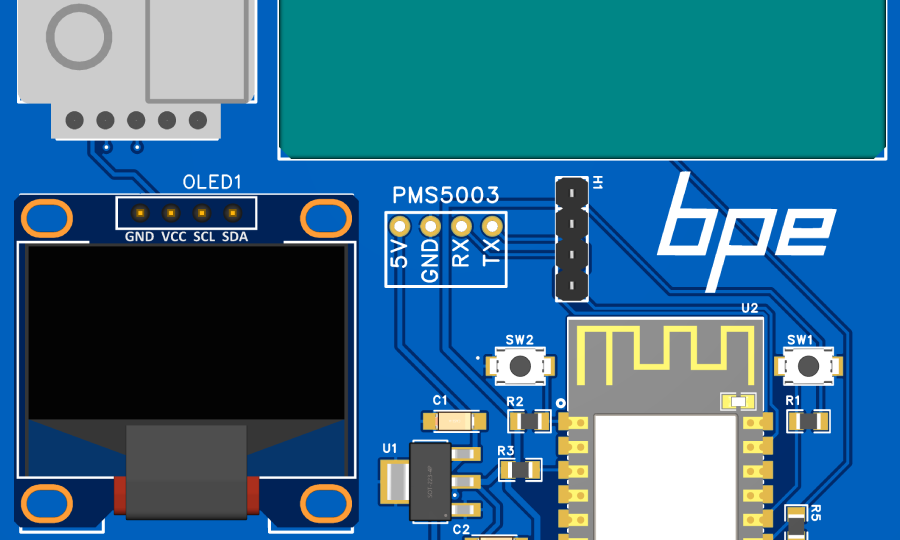 OLED1
GND VCC SCL SDA
PMS5003
5V
GND
RX
TX
H1
bpe
U2
SW2
SW1
C1
R2
R1
U1
R3
C2
R5